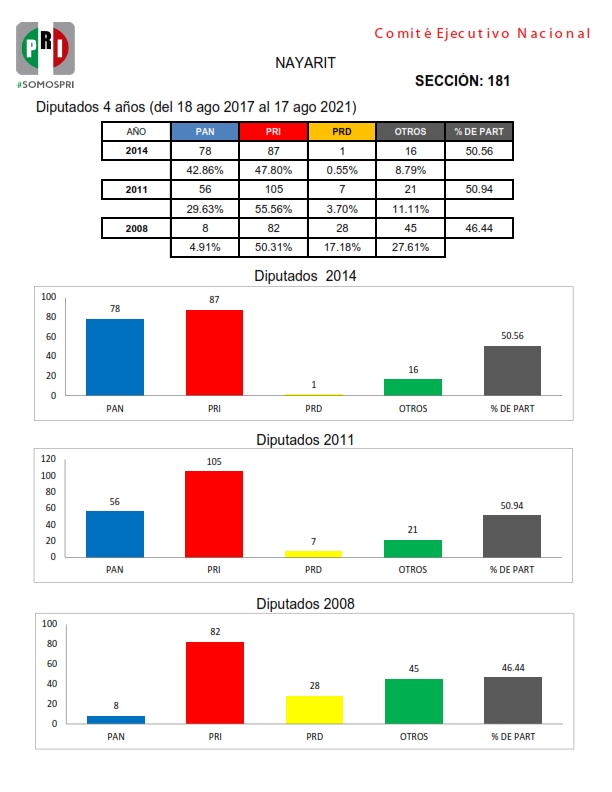 Comité Ejecutivo Nacional
PRI
#SOMOSPRI
NAYARIT
SECCIÓN: 181
Diputados 4 años (del 18 ago 2017 al 17 ago 2021)
AÑO PAN PRI PRD OTROS % DE PART
2014 78 87 1 16 50.56
42.86% 47.80% 0.55% 8.79%
2011 56 105 7 21 50.94
29.63% 55.56% 3.70% 11.11%
2008 8 82 28 45 46.44
4.91% 50.31% 17.18% 27.61%
Diputados 2014
100
80
60
40
20
0
78 87 1 16 50.56
PAN PRI PRD OTROS % DE PART
Diputados 2011
120
100
80
60
40
20
0
56 105 7 21 50.94
PAN PRI PRD OTROS % DE PART
Diputados 2008
100
80
60
40
20
0
8 82 28 45 46.44
PAN PRI PRD OTROS % DE PART